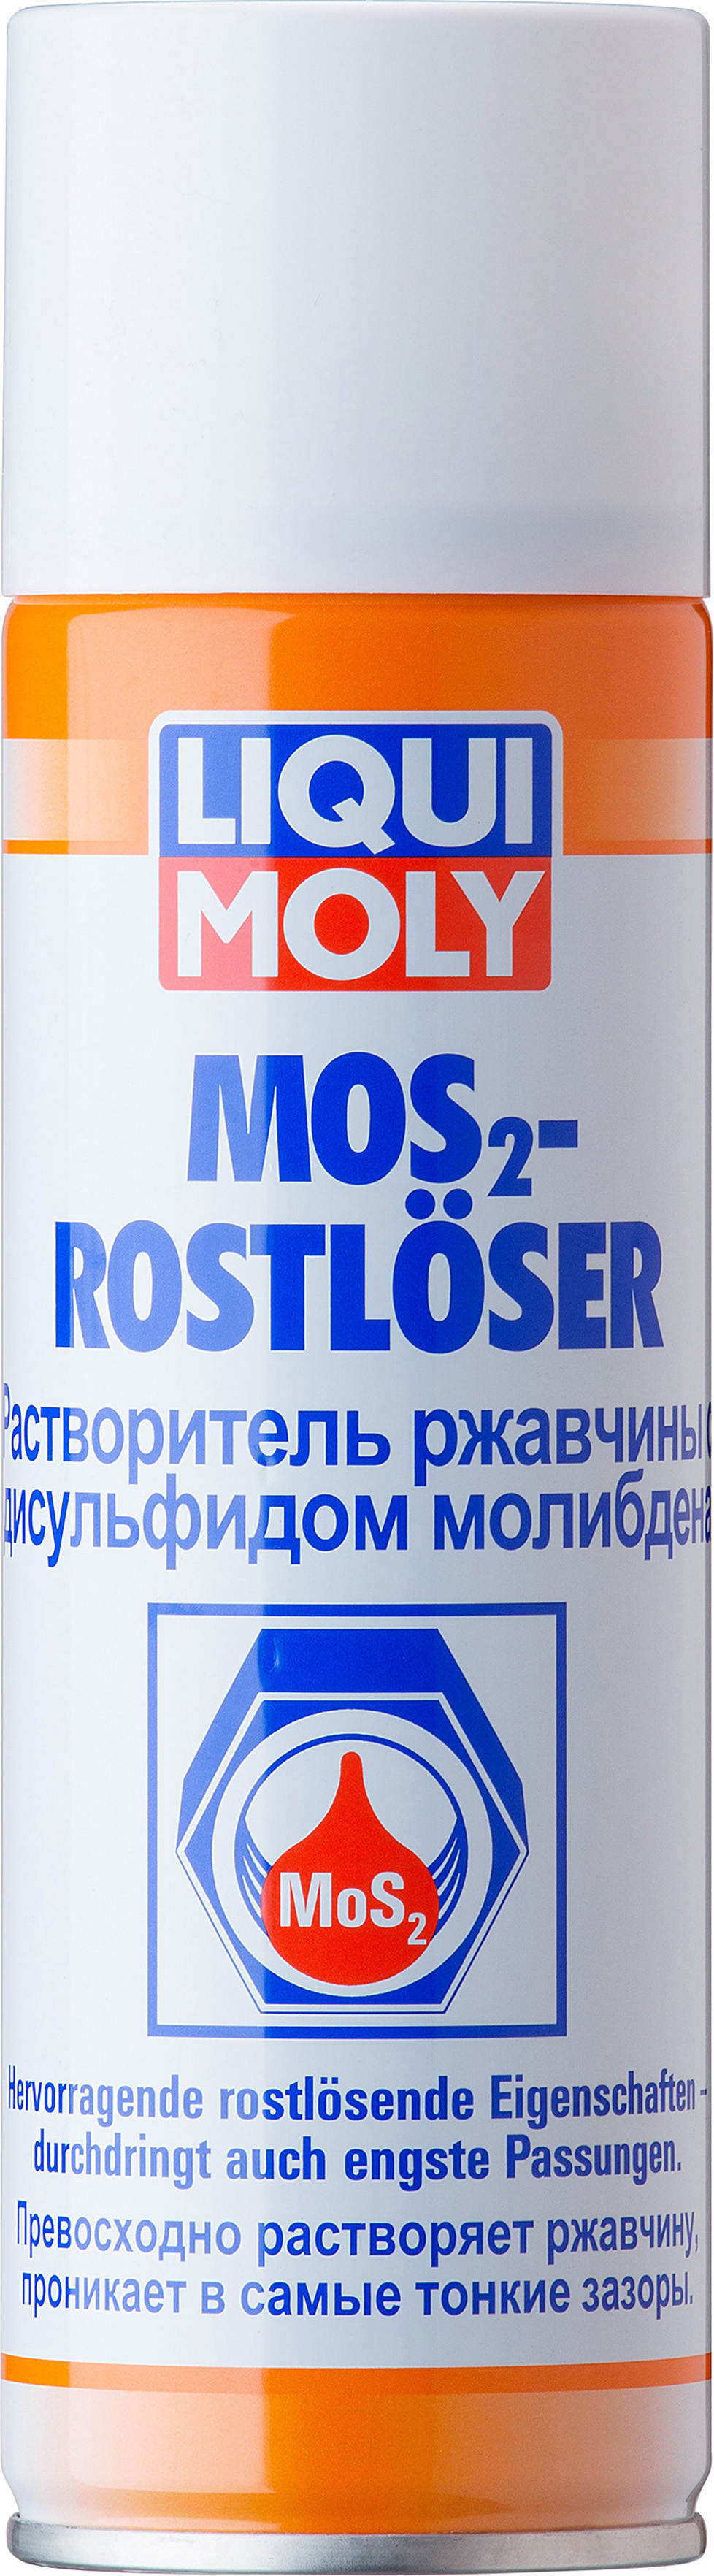 LIQUI
MOLY
MOS₂-
ROSTLÖSER
Растворитель ржавчины с
дисульфидом молибдена
MoS₂
Hervorragende rostlösende Eigenschaften –
durchdringt auch engste Passungen.
Превосходно растворяет ржавчину,
проникает в самые тонкие зазоры.